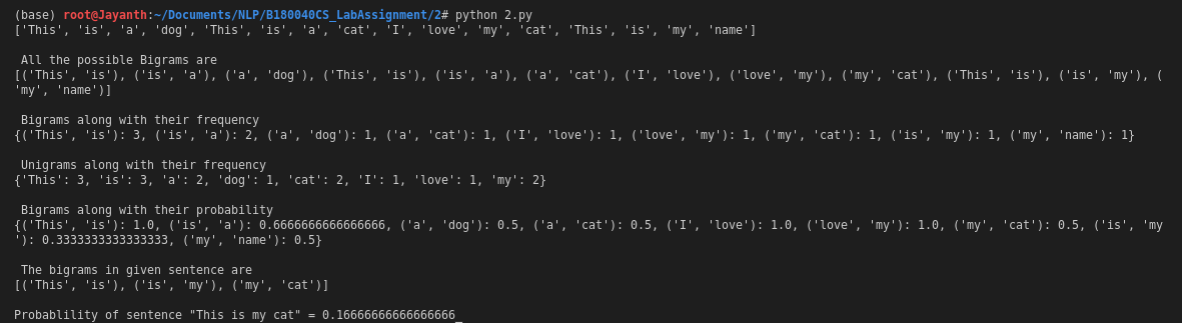 (base) root@Jayanth:~/Documents/NLP/B180040CS_LabAssignment/2# python 2.py
['This', 'is', 'a', 'dog', 'This', 'is', 'a', 'cat', 'I', 'love', 'my', 'cat', 'This', 'is', 'my', 'name']
All the possible Bigrams are
[('This', 'is'), ('is', 'a'), ('a', 'dog'), ('This', 'is'), ('is', 'a'), ('a', 'cat'), ('I', 'love'), ('love', 'my'), ('my', 'cat'), ('This', 'is'), ('is', 'my'), (
'my', 'name')]
Bigrams along with their frequency
{('This', 'is'): 3, ('is', 'a'): 2, ('a', 'dog'): 1, ('a', 'cat'): 1, ('I', 'love'): 1, ('love', 'my'): 1, ('my', 'cat'): 1, ('is', 'my'): 1, ('my', 'name'): 1}
Unigrams along with their frequency
{'This': 3, 'is': 3, 'a': 2, 'dog': 1, 'cat': 2, 'I': 1, 'love': 1, 'my': 2}
Bigrams along with their probability
{('This', 'is'): 1.0, ('is', 'a'): 0.6666666666666666, ('a', 'dog'): 0.5, ('a', 'cat'): 0.5, ('I', 'love'): 1.0, ('love', 'my'): 1.0, ('my', 'cat'): 0.5, ('is', 'my
'): 0.3333333333333333, ('my', 'name'): 0.5}
The bigrams in given sentence are
[('This', 'is'), ('is', 'my'), ('my', 'cat')]
Probablility of sentence "This is my cat" = 0.16666666666666666_